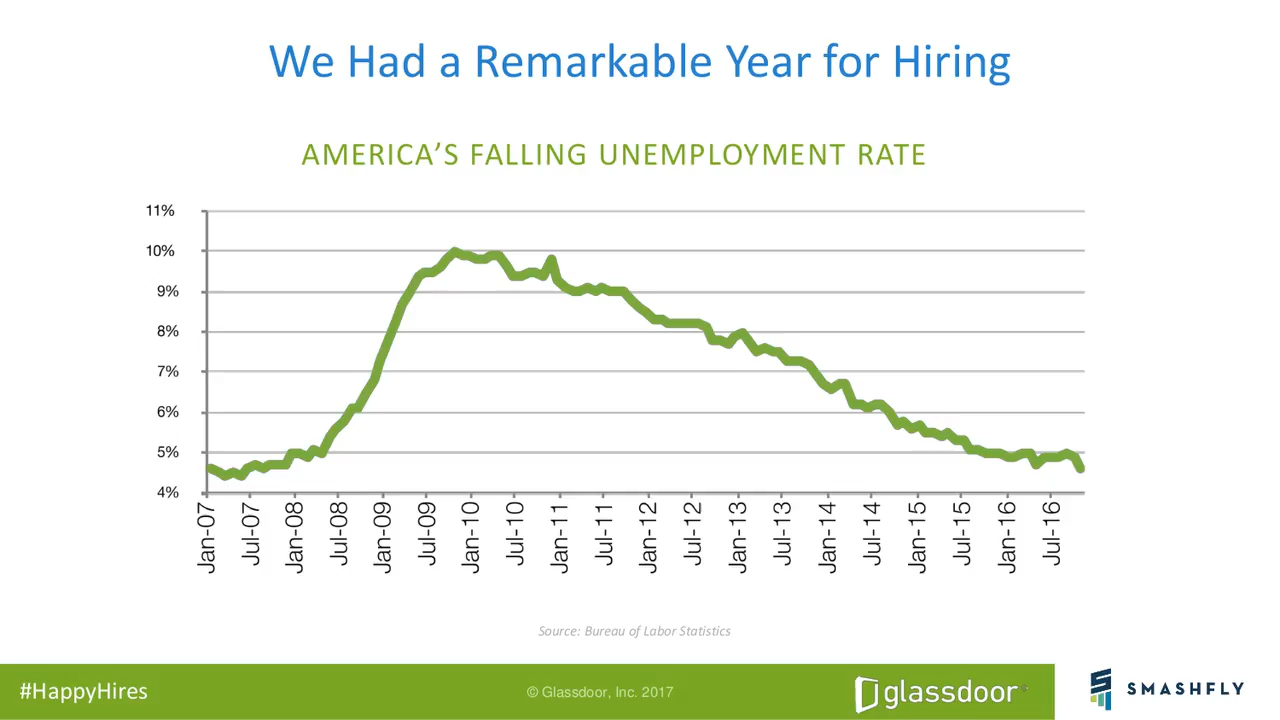 We Had a Remarkable Year for Hiring
AMERICA’S FALLING UNEMPLOYMENT RATE
11%
10%
9%
8%
7%
6%
5%
4%
Jan-07
Jul-07
Jan-08
Jul-08
Jan-09
Jul-09
Jan-10
Jul-10
Jan-11
Jul-11
Jan-12
Jul-12
Jan-13
Jul-13
Jan-14
Jul-14
Jan-15
Jul-15
Jan-16
Jul-16
Source: Bureau of Labor Statistics
#HappyHires
© Glassdoor, Inc. 2017
glassdoor
SMASHFLY